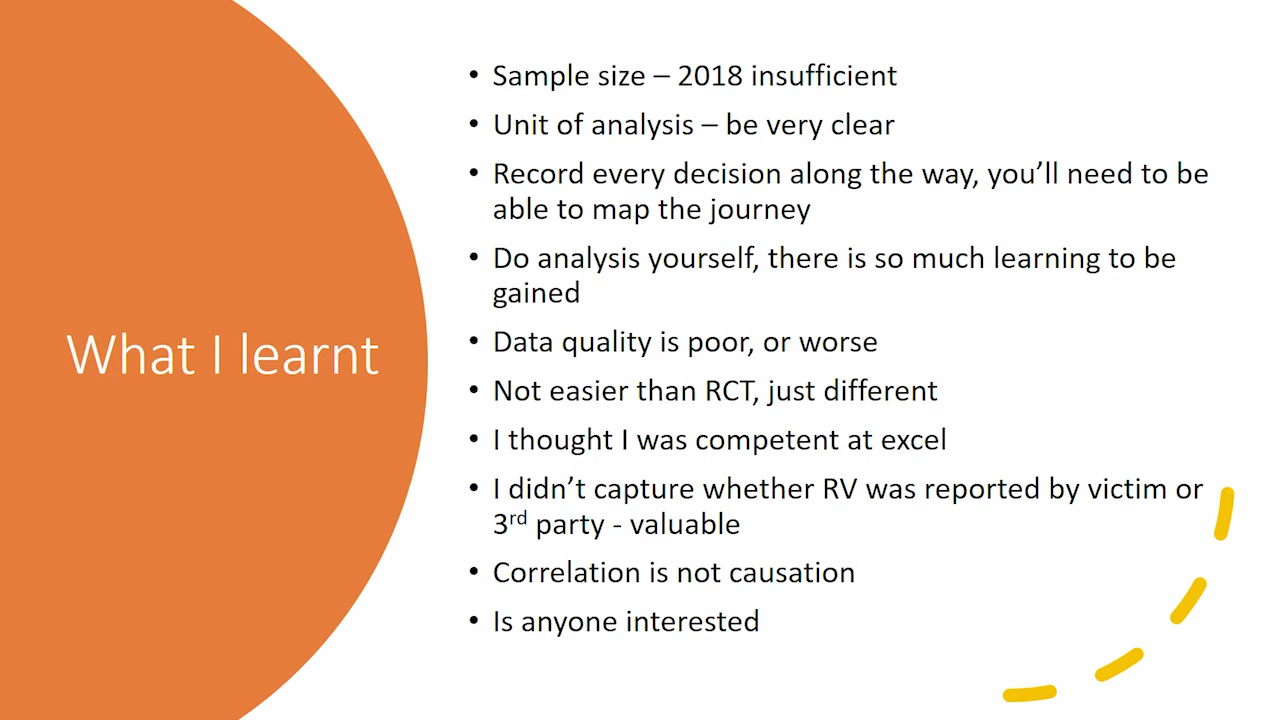 What I learnt
• Sample size – 2018 insufficient
• Unit of analysis – be very clear
• Record every decision along the way, you’ll need to be
able to map the journey
• Do analysis yourself, there is so much learning to be
gained
• Data quality is poor, or worse
• Not easier than RCT, just different
• I thought I was competent at excel
• I didn’t capture whether RV was reported by victim or
3rd party - valuable
• Correlation is not causation
• Is anyone interested